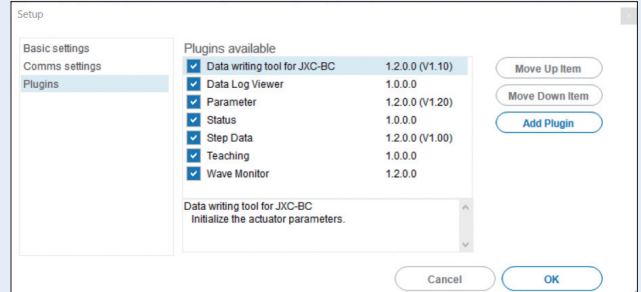 Setup
Basic settings
Comms settings
Plugins
Plugins available
Data writing tool for JXC-BC 1.2.0.0 (V1.10)
Data Log Viewer 1.0.0.0
Parameter 1.2.0.0 (V1.20)
Status 1.0.0.0
Step Data 1.2.0.0 (V1.00)
Teaching 1.0.0.0
Wave Monitor 1.2.0.0
Data writing tool for JXC-BC
Initialize the actuator parameters.
Move Up Item
Move Down Item
Add Plugin
Cancel
OK